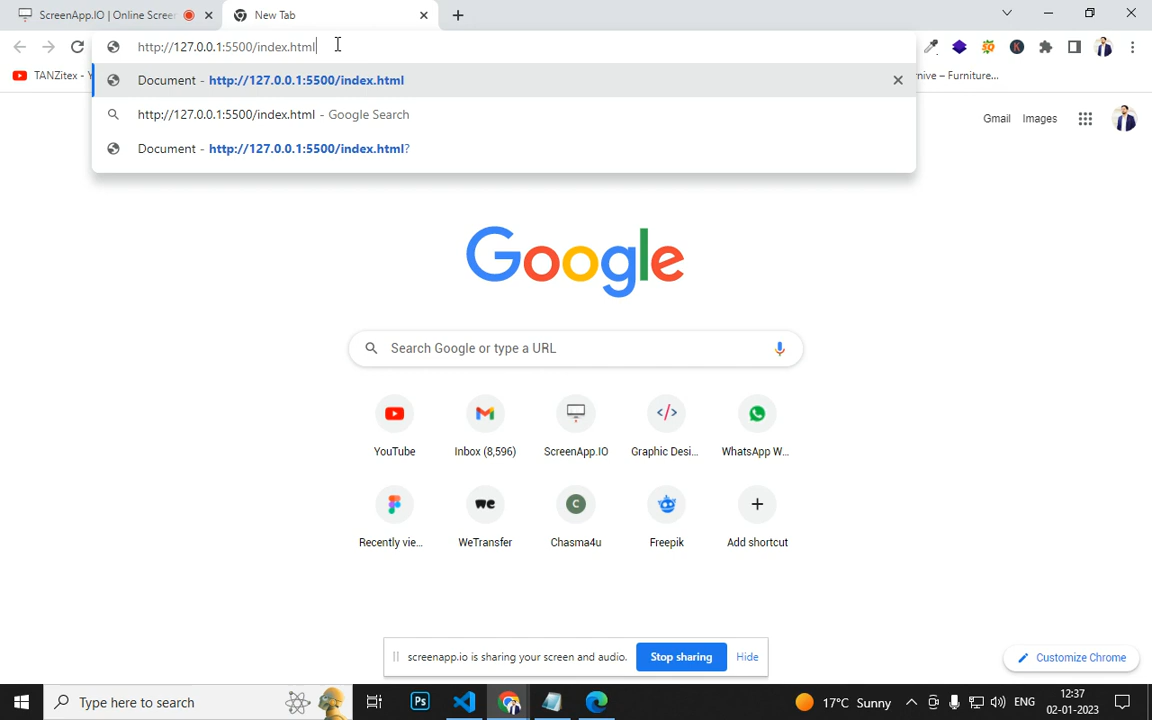 ScreenApp.IO | Online Screen
New Tab
http://127.0.0.1:5500/index.html
TANZitex -
Document - http://127.0.0.1:5500/index.html
nive – Furniture...
http://127.0.0.1:5500/index.html - Google Search
Gmail Images
Document - http://127.0.0.1:5500/index.html?
Google
Search Google or type a URL
YouTube
Inbox (8,596)
ScreenApp.IO
Graphic Desi...
WhatsApp W...
Recently vie...
WeTransfer
C
Chasma4u
Freepik
Add shortcut
screenapp.io is sharing your screen and audio. Stop sharing Hide
Customize Chrome
Type here to search
Ps
17°C Sunny
ENG
12:37
02-01-2023